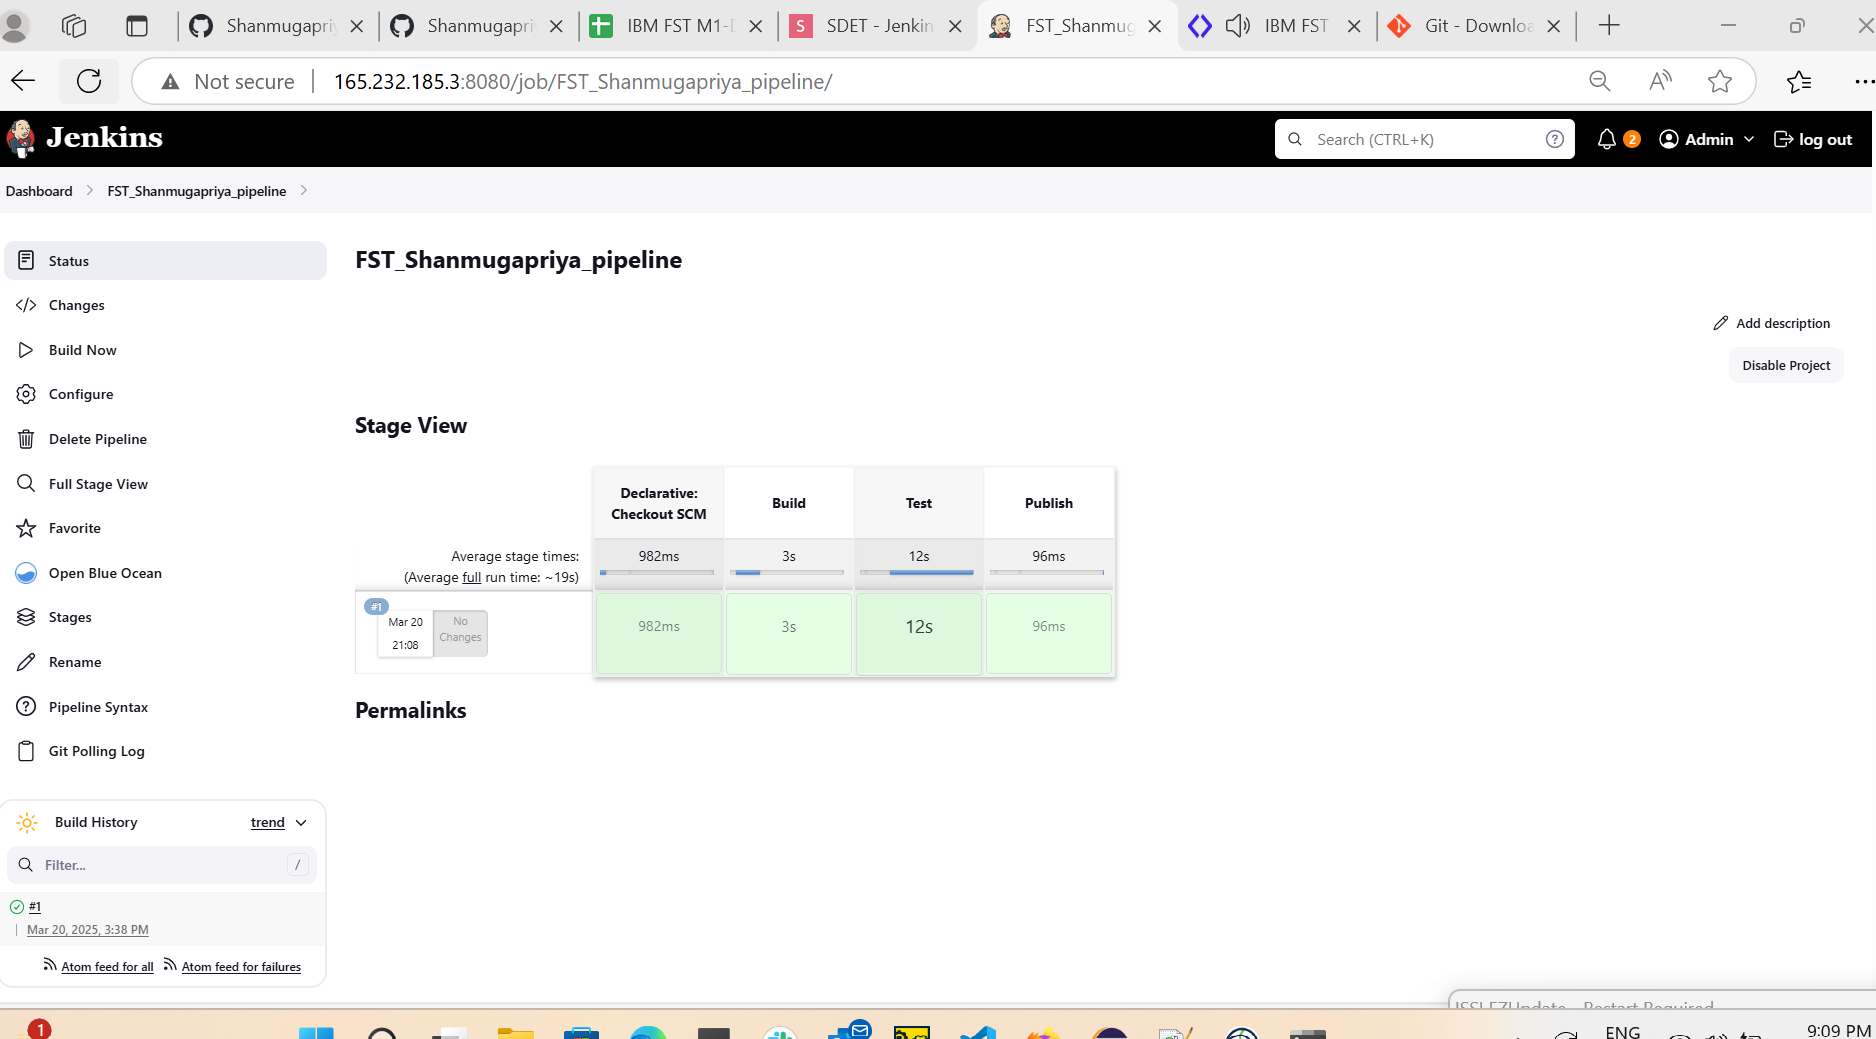 Shanmugapriy
Shanmugapri
IBM FST M1-D
S
SDET - Jenkin
FST_Shanmug
IBM FST
Git - Downloa
Not secure
165.232.185.3:8080/job/FST_Shanmugapriya_pipeline/
Jenkins
Search (CTRL+K)
2
Admin
log out
Dashboard
FST_Shanmugapriya_pipeline
Status
Changes
Build Now
Configure
Delete Pipeline
Full Stage View
Favorite
Open Blue Ocean
Stages
Rename
Pipeline Syntax
Git Polling Log
FST_Shanmugapriya_pipeline
Add description
Disable Project
Stage View
Declarative:
Checkout SCM
Build
Test
Publish
Average stage times:
(Average full run time: ~19s)
982ms
3s
12s
96ms
#1
Mar 20
21:08
No
Changes
982ms
3s
12s
96ms
Permalinks
Build History
trend
Filter...
/
#1
Mar 20, 2025, 3:38 PM
Atom feed for all
Atom feed for failures
Restart Required
1
ENG
9:09 PM